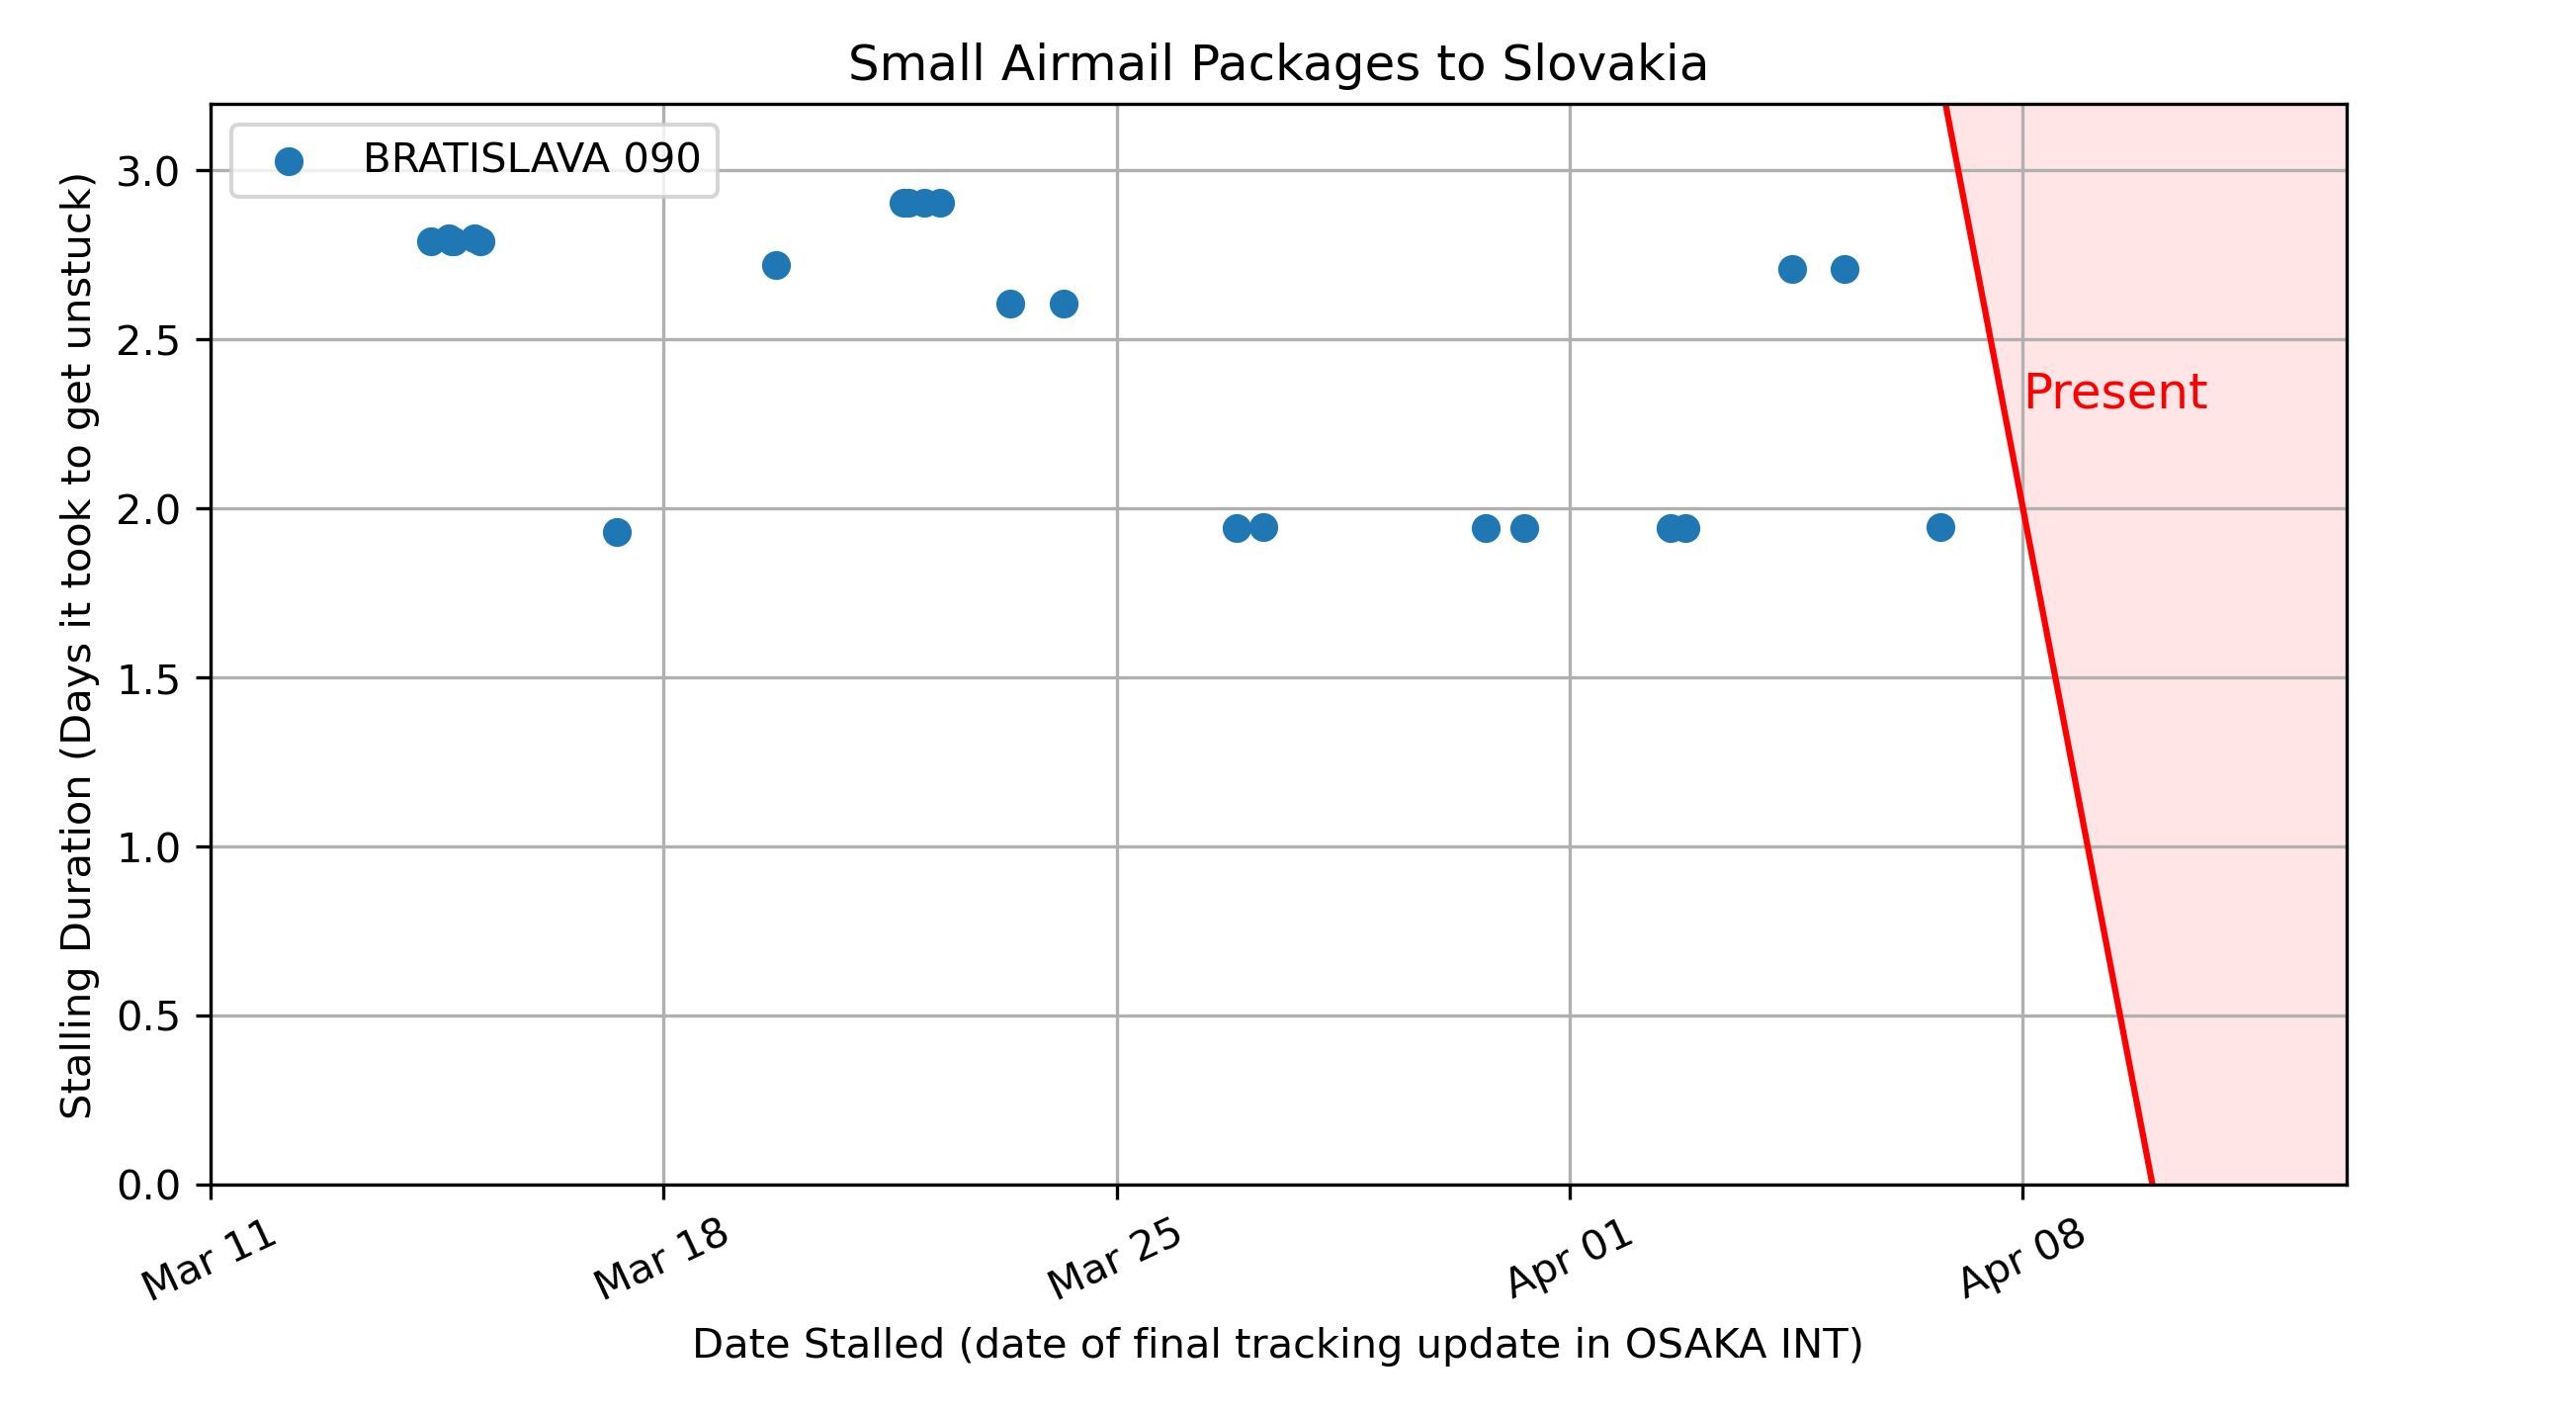 Small Airmail Packages to Slovakia
BRATISLAVA 090
Stalling Duration (Days it took to get unstuck)
3.0
2.5
2.0
1.5
1.0
0.5
0.0
Present
Mar 11
Mar 18
Mar 25
Apr 01
Apr 08
Date Stalled (date of final tracking update in OSAKA INT)